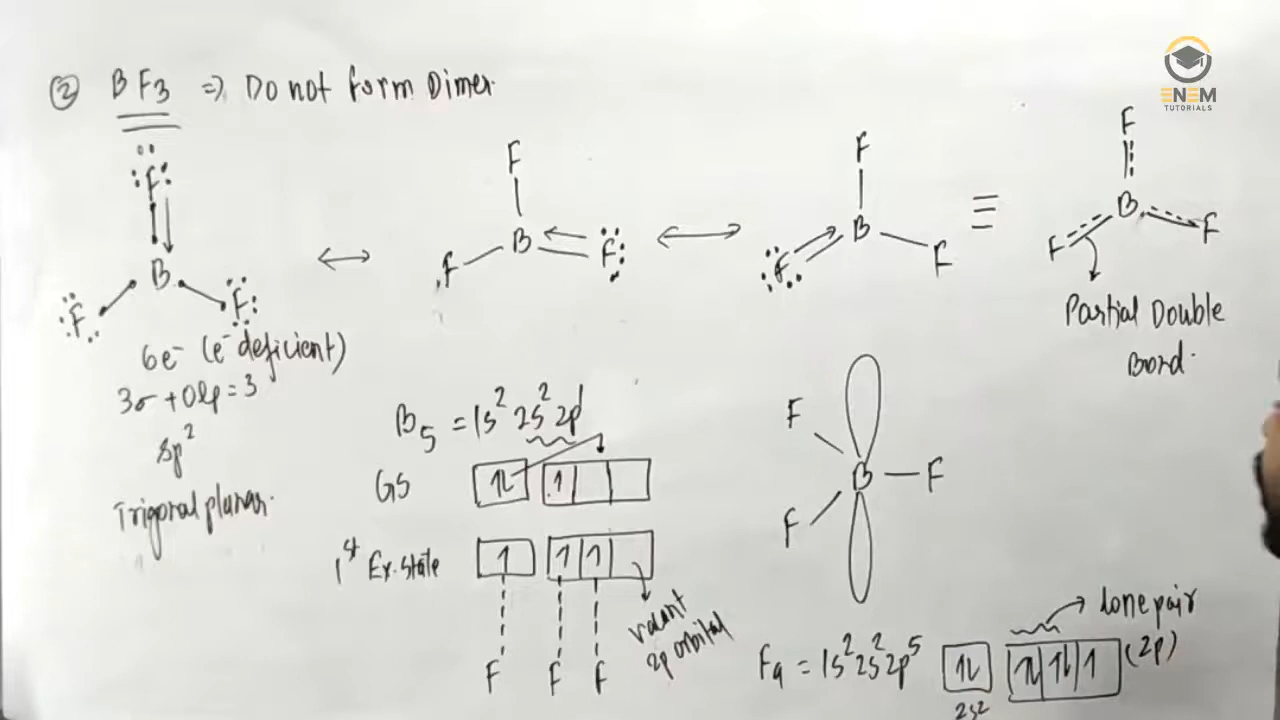 ② BF3 ⇒ Do not form Dimer.
ENEM
TUTORIALS
F
B
F
F
6e⁻ (e⁻ deficient)
3σ + 0lp = 3
sp²
Trigonal planar.
F
B
F
F
F
B
F
F
≡
F
B
F
F
Partial Double
Bond.
B5 = 1s² 2s² 2p¹
GS
1st Ex. state
F F F
vacant
2p orbital
F
B
F
F
F9 = 1s² 2s² 2p⁵
2s²
lone pair
(2p)